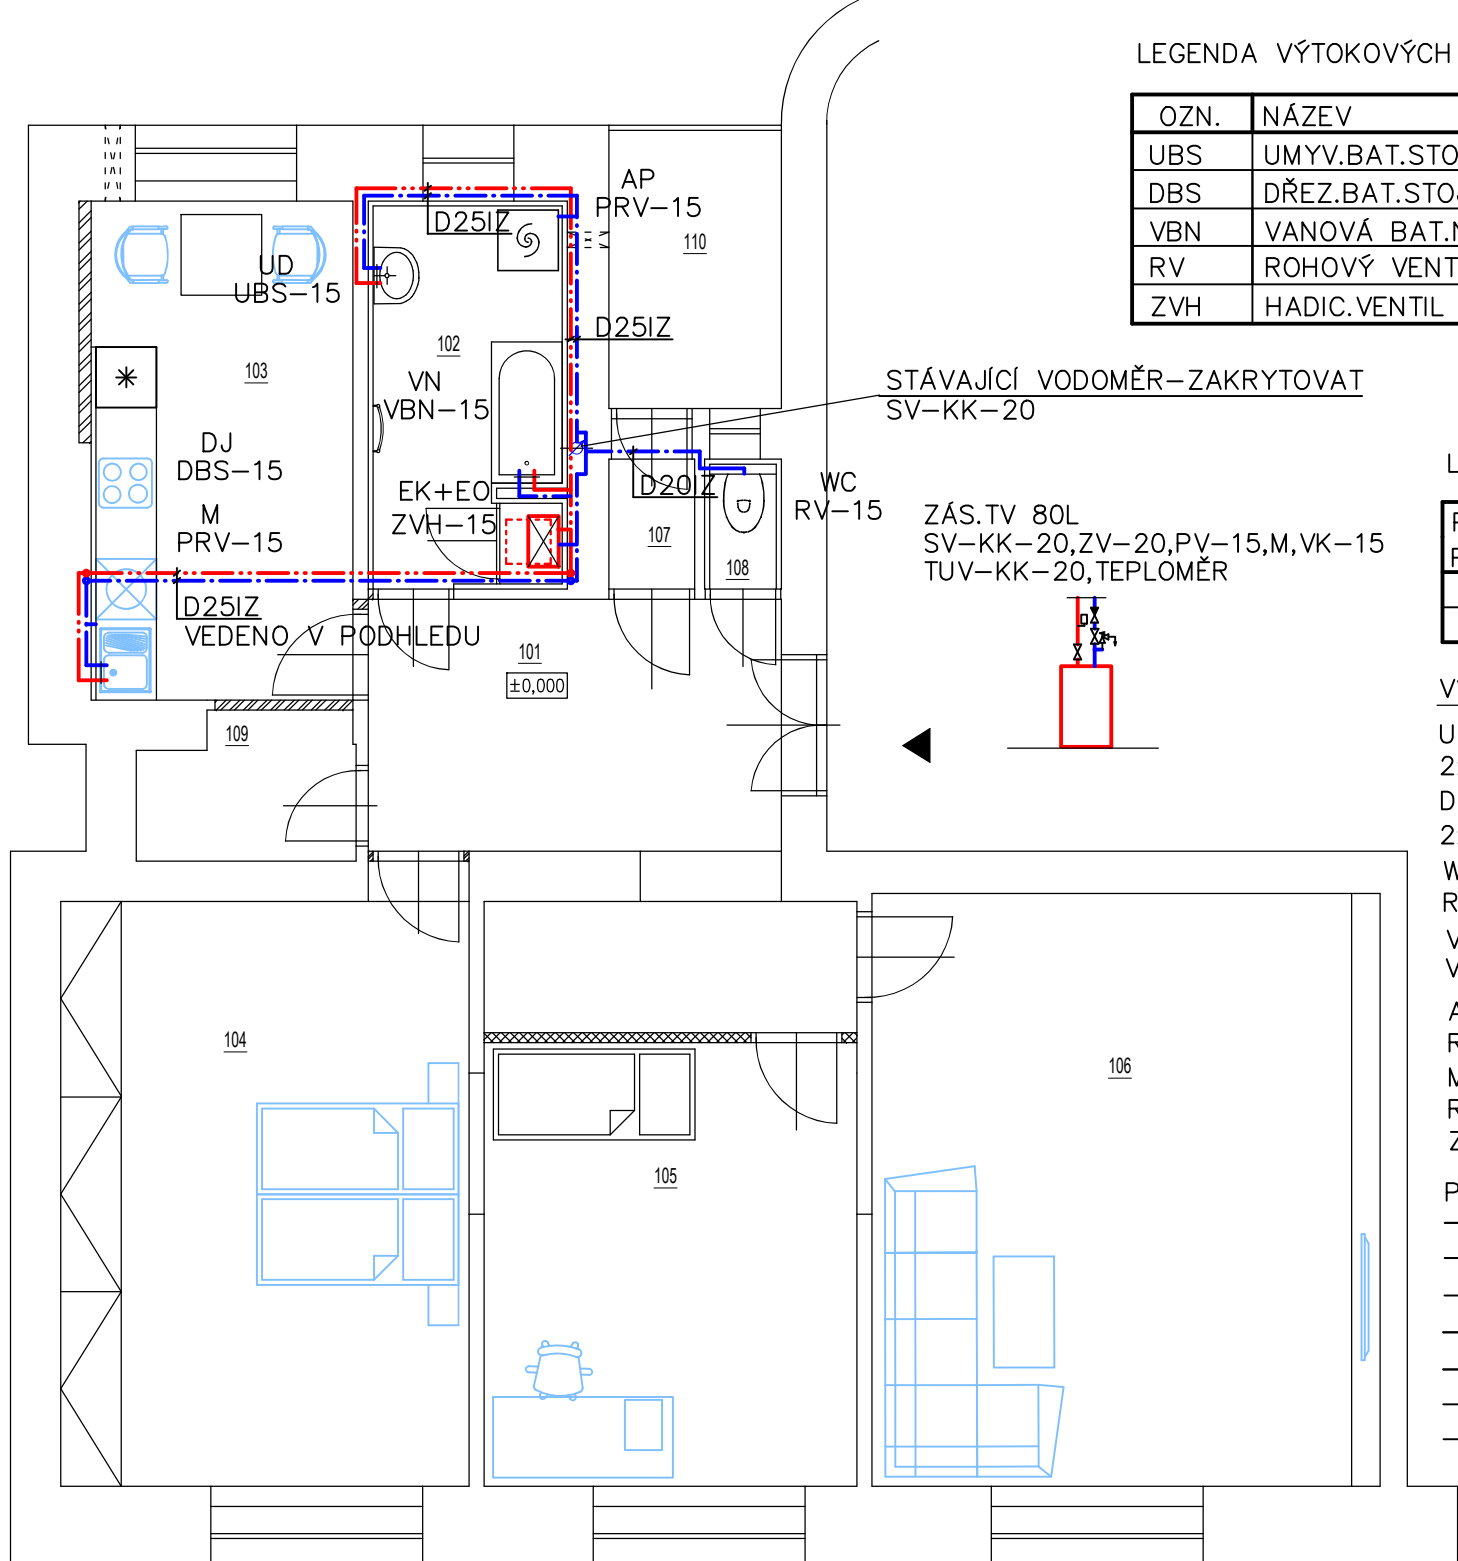 LEGENDA VÝTOKOVÝCH
OZN. NÁZEV
UBS UMYV.BAT.STO
DBS DŘEZ.BAT.STO
VBN VANOVÁ BAT.
RV ROHOVÝ VENT
ZVH HADIC.VENTIL
AP
PRV-15
110
D25IZ
UD
UBS-15
D25IZ
102
103
VN
VBN-15
STÁVAJÍCÍ VODOMĚR-ZAKRYTOVAT
SV-KK-20
DJ
DBS-15
M
PRV-15
EK+EO
ZVH-15
D20IZ
WC
RV-15
107
108
ZÁS.TV 80L
SV-KK-20,ZV-20,PV-15,M,VK-15
TUV-KK-20,TEPLOMĚR
D25IZ
VEDENO V PODHLEDU
101
±0,000
109
104
105
106
L
P
V
U
2
D
2
W
R
V
V
A
R
M
R
Z
P